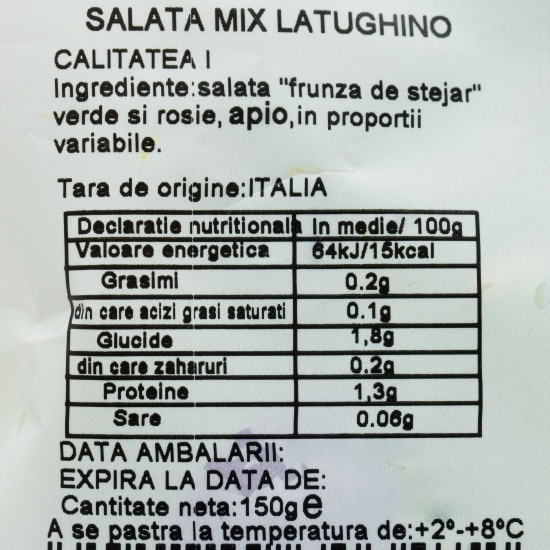 SALATA MIX LATUGHINO
CALITATEA I
Ingrediente:salata "frunza de stejar"
verde si rosie, apio,in proportii
variabile.
Tara de origine:ITALIA
Declaratie nutritionala In medie/ 100g
Valoare energetica 64kJ/15kcal
Grasimi 0.2g
din care acizi grasi saturati 0.1g
Glucide 1,8g
din care zaharuri 0.2g
Proteine 1,3g
Sare 0.06g
DATA AMBALARII:
EXPIRA LA DATA DE:
Cantitate neta:150g e
A se pastra la temperatura de:+2º-+8ºC